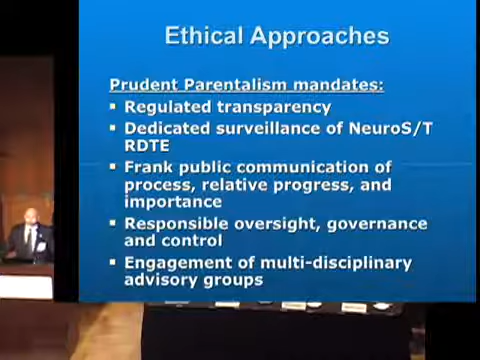 Ethical Approaches
Prudent Parentalism mandates:
▪ Regulated transparency
▪ Dedicated surveillance of NeuroS/T
RDTE
▪ Frank public communication of
process, relative progress, and
importance
▪ Responsible oversight, governance
and control
▪ Engagement of multi-disciplinary
advisory groups